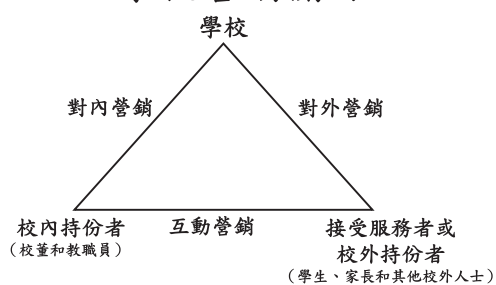 學校
對內營銷
對外營銷
校內持份者
(校董和教職員)
互動營銷
接受服務者或
校外持份者
(學生、家長和其他校外人士)